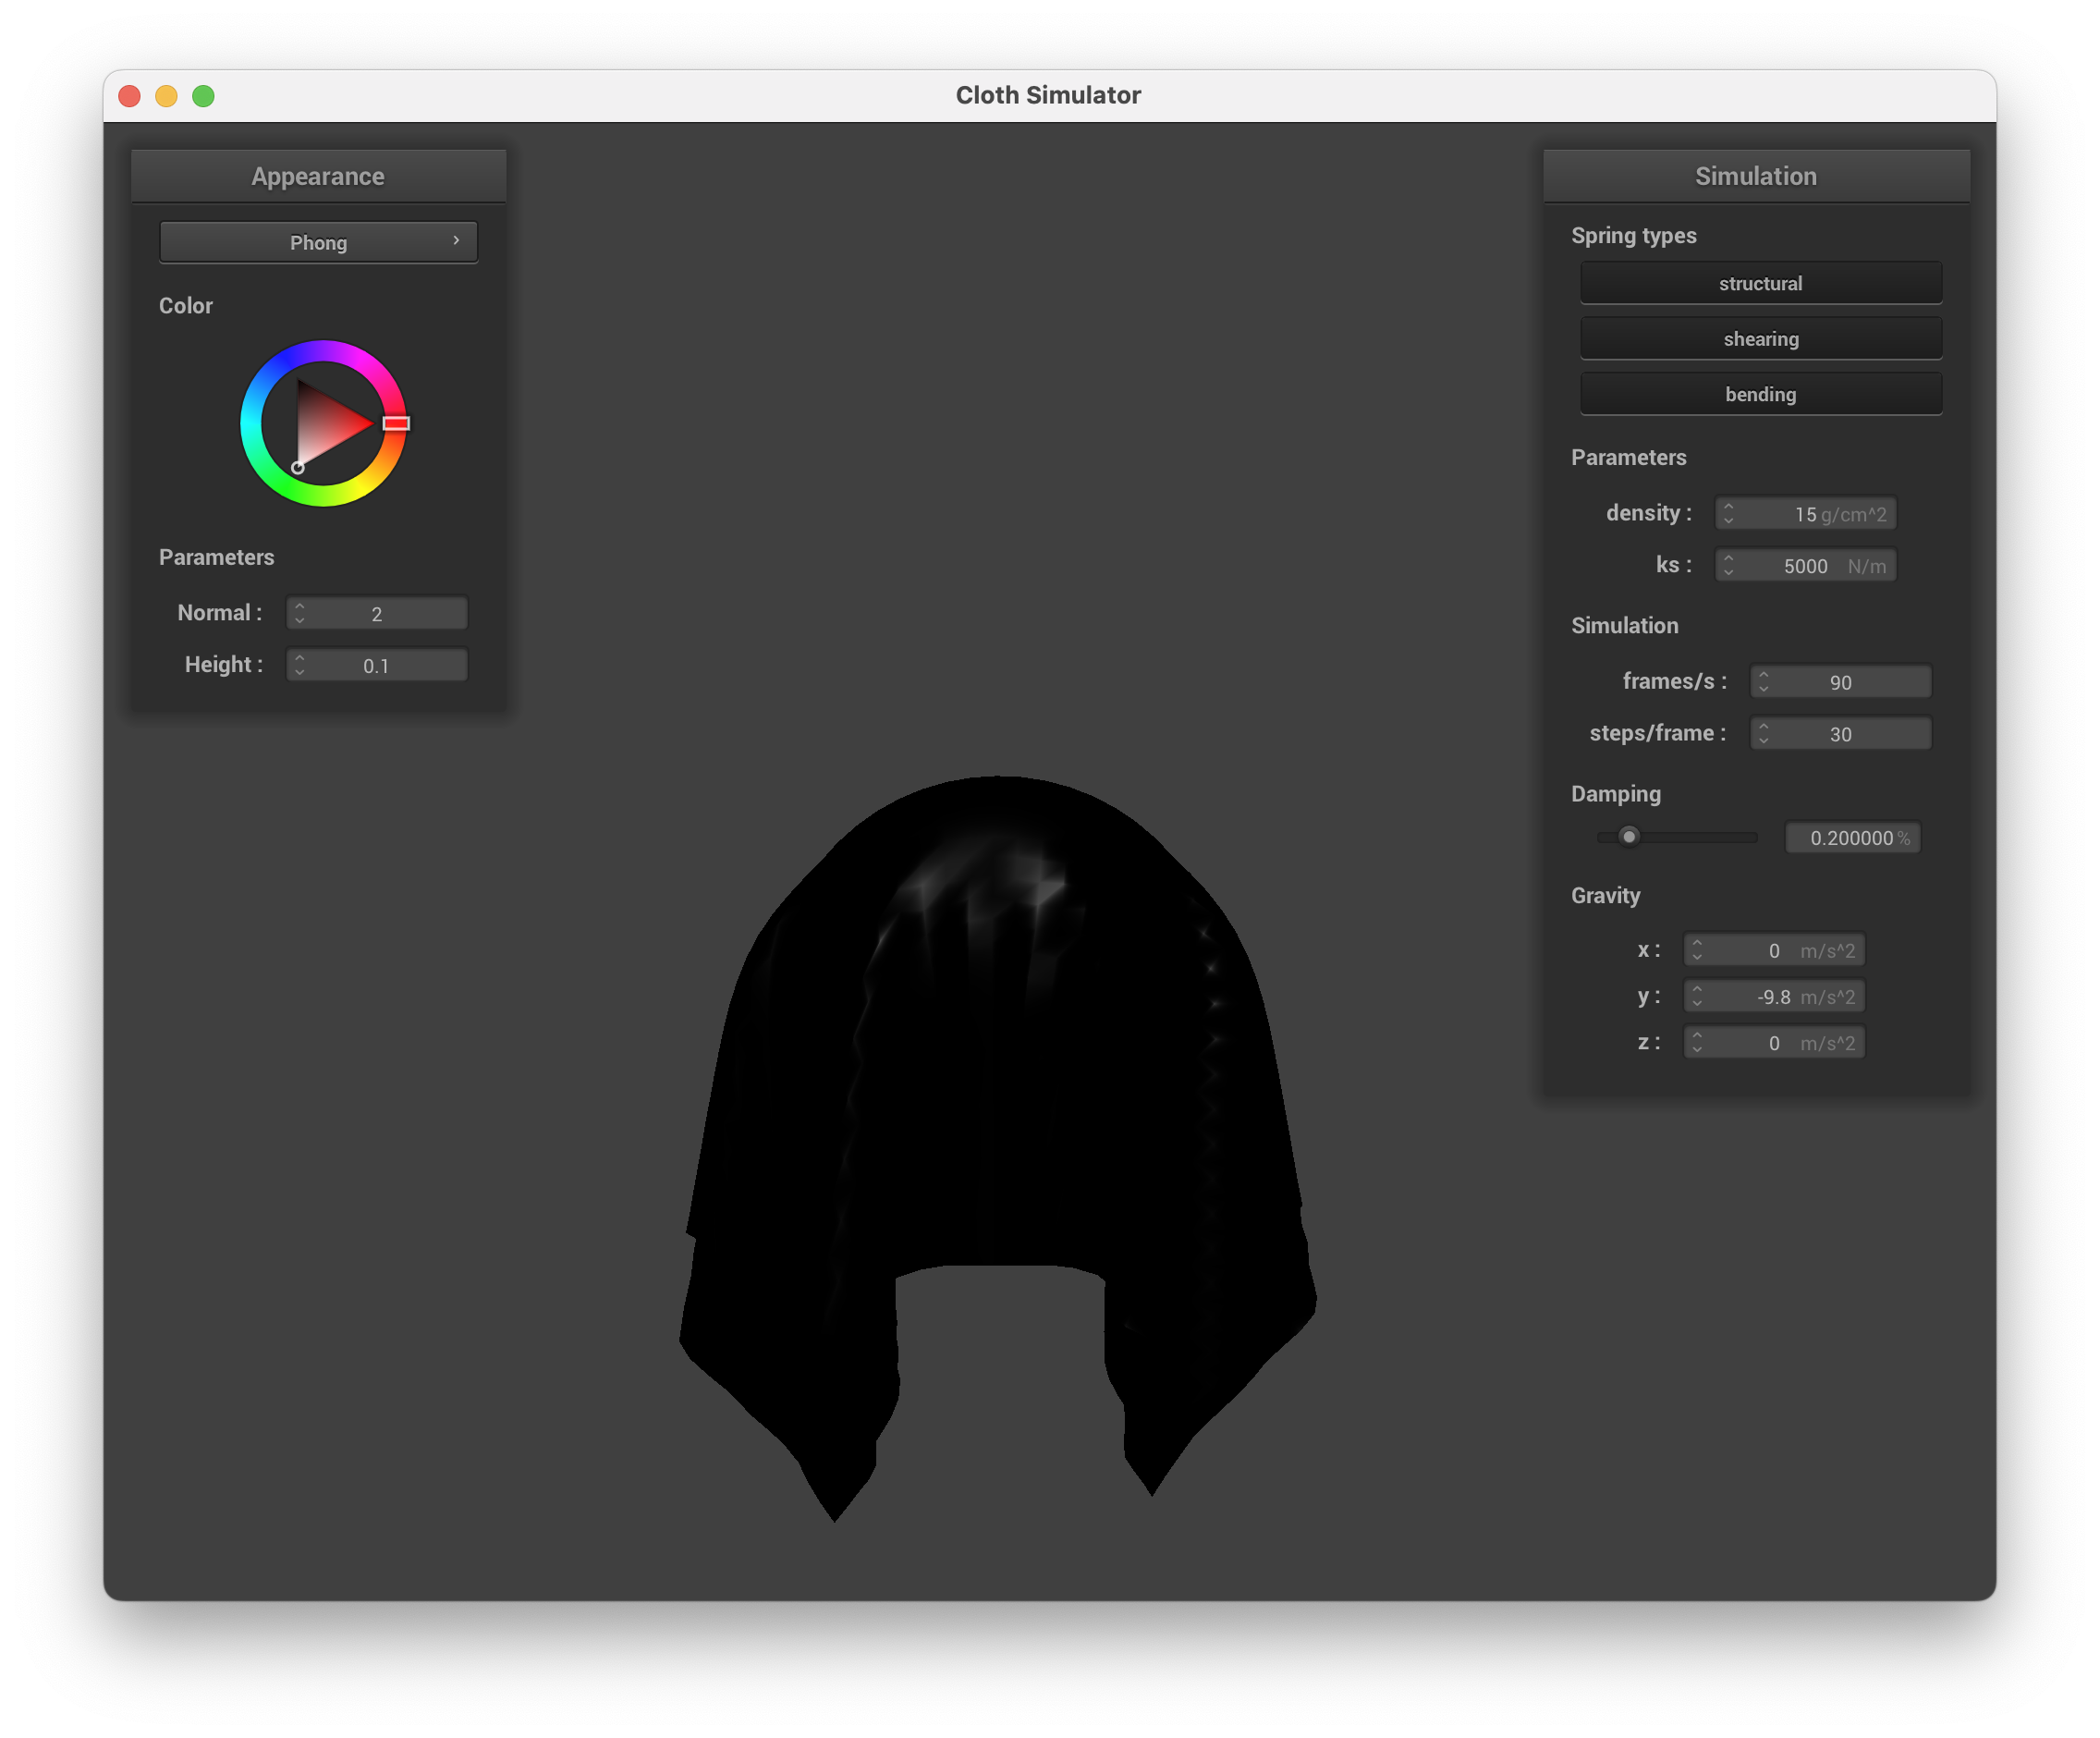 Cloth Simulator
Appearance
Phong
Color
Parameters
Normal : 2
Height : 0.1
Simulation
Spring types
structural
shearing
bending
Parameters
density : 15 g/cm^2
ks : 5000 N/m
Simulation
frames/s : 90
steps/frame : 30
Damping
0.200000 %
Gravity
x : 0 m/s^2
y : -9.8 m/s^2
z : 0 m/s^2